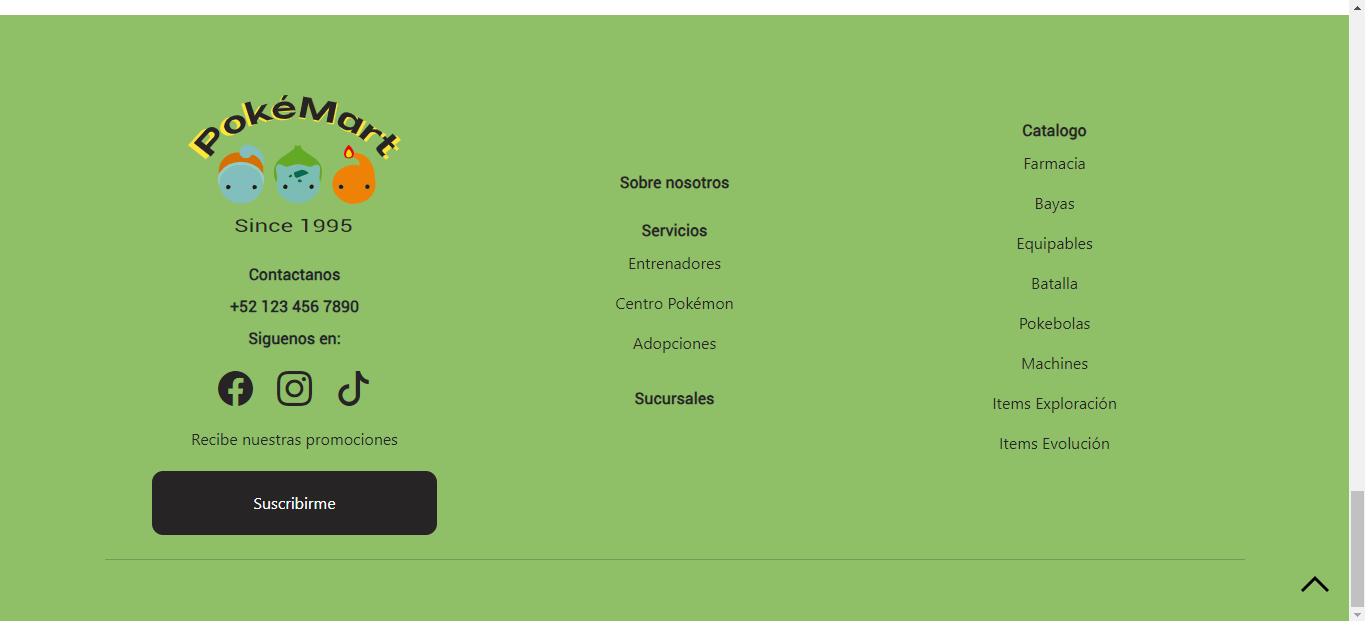 PokéMart
Since 1995
Contactanos
+52 123 456 7890
Siguenos en:
Recibe nuestras promociones
Suscribirme
Sobre nosotros
Servicios
Entrenadores
Centro Pokémon
Adopciones
Sucursales
Catalogo
Farmacia
Bayas
Equipables
Batalla
Pokebolas
Machines
Items Exploración
Items Evolución